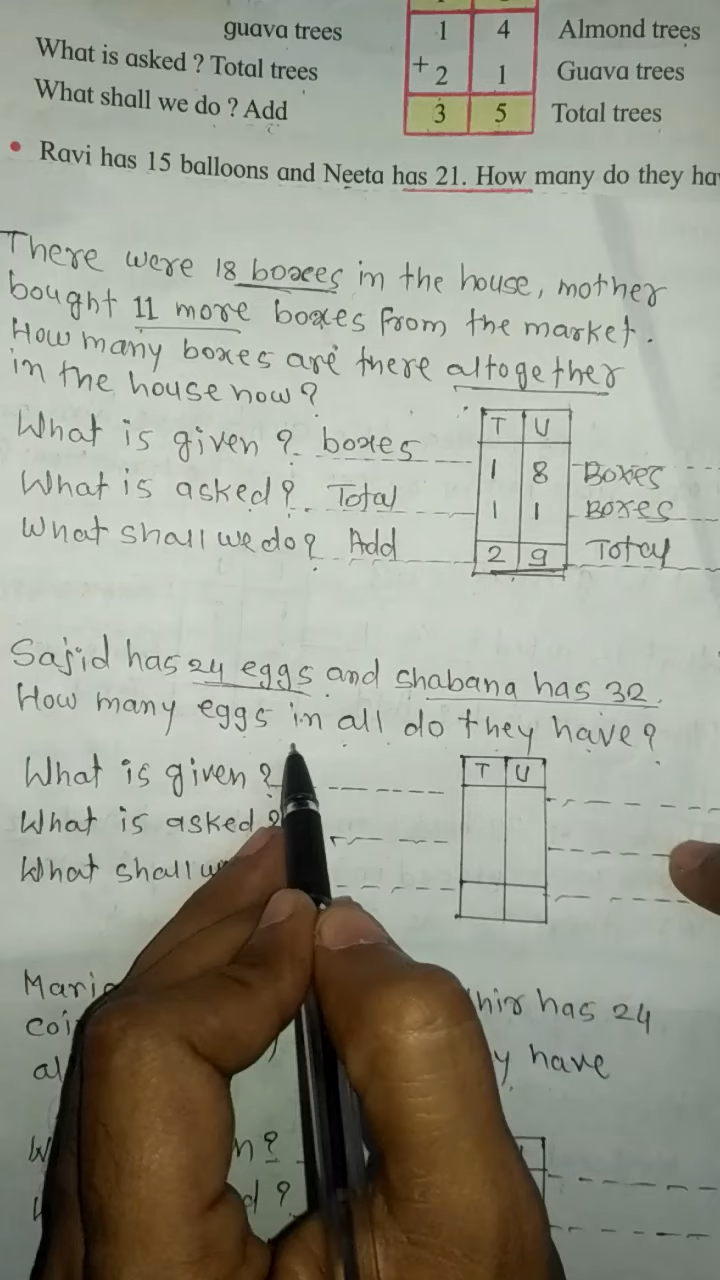 guava trees
What is asked ? Total trees
What shall we do ? Add
1 4 Almond trees
+ 2 1 Guava trees
3 5 Total trees
• Ravi has 15 balloons and Neeta has 21. How many do they
There were 18 boxes in the house, mother
bought 11 more boxes from the market.
How many boxes are there altogether
in the house now?
What is given ? boxes
What is asked? Total
What shall we do? Add
T U
1 8 Boxes
1 1 Boxes
2 9 Total
Sajid has 24 eggs and Shabana has 32.
How many eggs in all do they have?
What is given ?
What is asked ?
What shall
T U
has 24
have
?
?